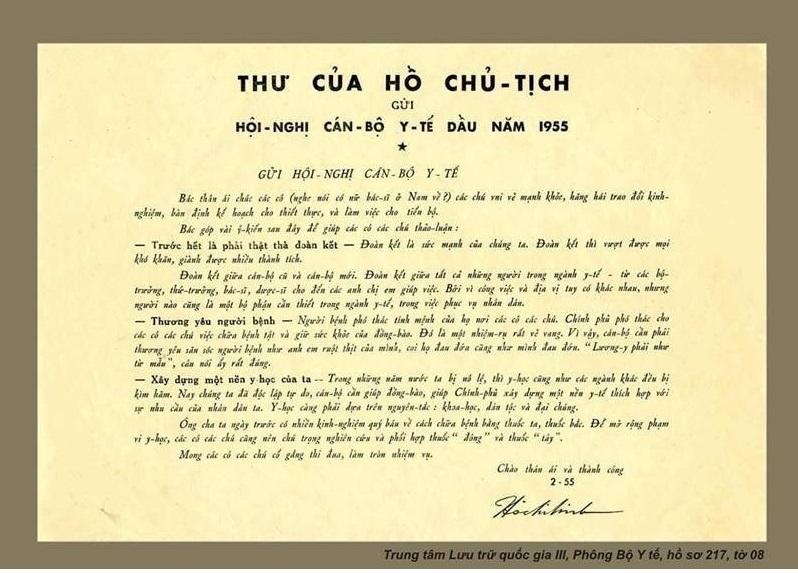 THƯ CỦA HỒ CHỦ-TỊCH
GỬI
HỘI-NGHỊ CÁN-BỘ Y-TẾ ĐẦU NĂM 1955
★
GỬI HỘI-NGHỊ CÁN-BỘ Y-TẾ
Bác thân ái chúc các cô (nghe nói có nữ bác-sĩ ở Nam về?) các chú vui vẻ mạnh khỏe, hăng hái trao đổi kinh-
nghiệm, bàn định kế hoạch cho thiết thực, và làm việc cho tiến bộ.
Bác góp vài ý-kiến sau đây để giúp các cô các chú thảo-luận :
— Trước hết là phải thật thà đoàn kết — Đoàn kết là sức mạnh của chúng ta. Đoàn kết thì vượt được mọi
khó khăn, giành được nhiều thành tích.
Đoàn kết giữa cán-bộ cũ và cán-bộ mới. Đoàn kết giữa tất cả những người trong ngành y-tế - từ các bộ-
trưởng, thứ-trưởng, bác-sĩ, dược-sĩ cho đến các anh chị em giúp việc. Bởi vì công việc và địa vị tuy có khác nhau, nhưng
người nào cũng là một bộ phận cần thiết trong ngành y-tế, trong việc phục vụ nhân dân.
— Thương yêu người bệnh — Người bệnh phó thác tính mệnh của họ nơi các cô các chú. Chính phủ phó thác cho
các cô các chú việc chữa bệnh tật và giữ sức khỏe của đồng-bào. Đó là một nhiệm-vụ rất vẻ vang. Vì vậy, cán-bộ cần phải
thương yêu săn sóc người bệnh như anh em ruột thịt của mình, coi họ đau đớn cũng như mình đau đớn. “Lương-y phải như
từ mẫu”, câu nói ấy rất đúng.
— Xây dựng một nền y học của ta — Trong những năm nước ta bị nô lệ, thì y-học cũng như các ngành khác đều bị
kìm hãm. Nay chúng ta đã độc lập tự do, cán-bộ cần giúp đồng-bào, giúp Chính-phủ xây dựng một nền y-tế thích hợp với
sự nhu cầu của nhân dân ta. Y-học càng phải dựa trên nguyên-tắc : khoa-học, dân tộc và đại chúng.
Ông cha ta ngày trước có nhiều kinh-nghiệm quý báu về cách chữa bệnh bằng thuốc ta, thuốc bắc. Để mở rộng phạm
vi y-học, các cô các chú cũng nên chú trọng nghiên cứu và phối hợp thuốc “ đông” và thuốc “tây”.
Mong các cô các chú cố gắng thi đua, làm tròn nhiệm vụ.
Chào thân ái và thành công
2 - 55
Hồ Chí Minh
Trung tâm Lưu trữ quốc gia III, Phông Bộ Y tế, hồ sơ 217, tờ 08